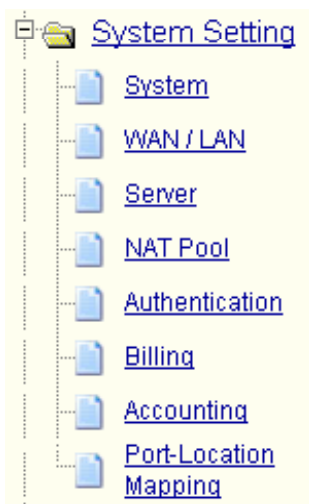 System Setting
System
WAN / LAN
Server
NAT Pool
Authentication
Billing
Accounting
Port-Location
Mapping